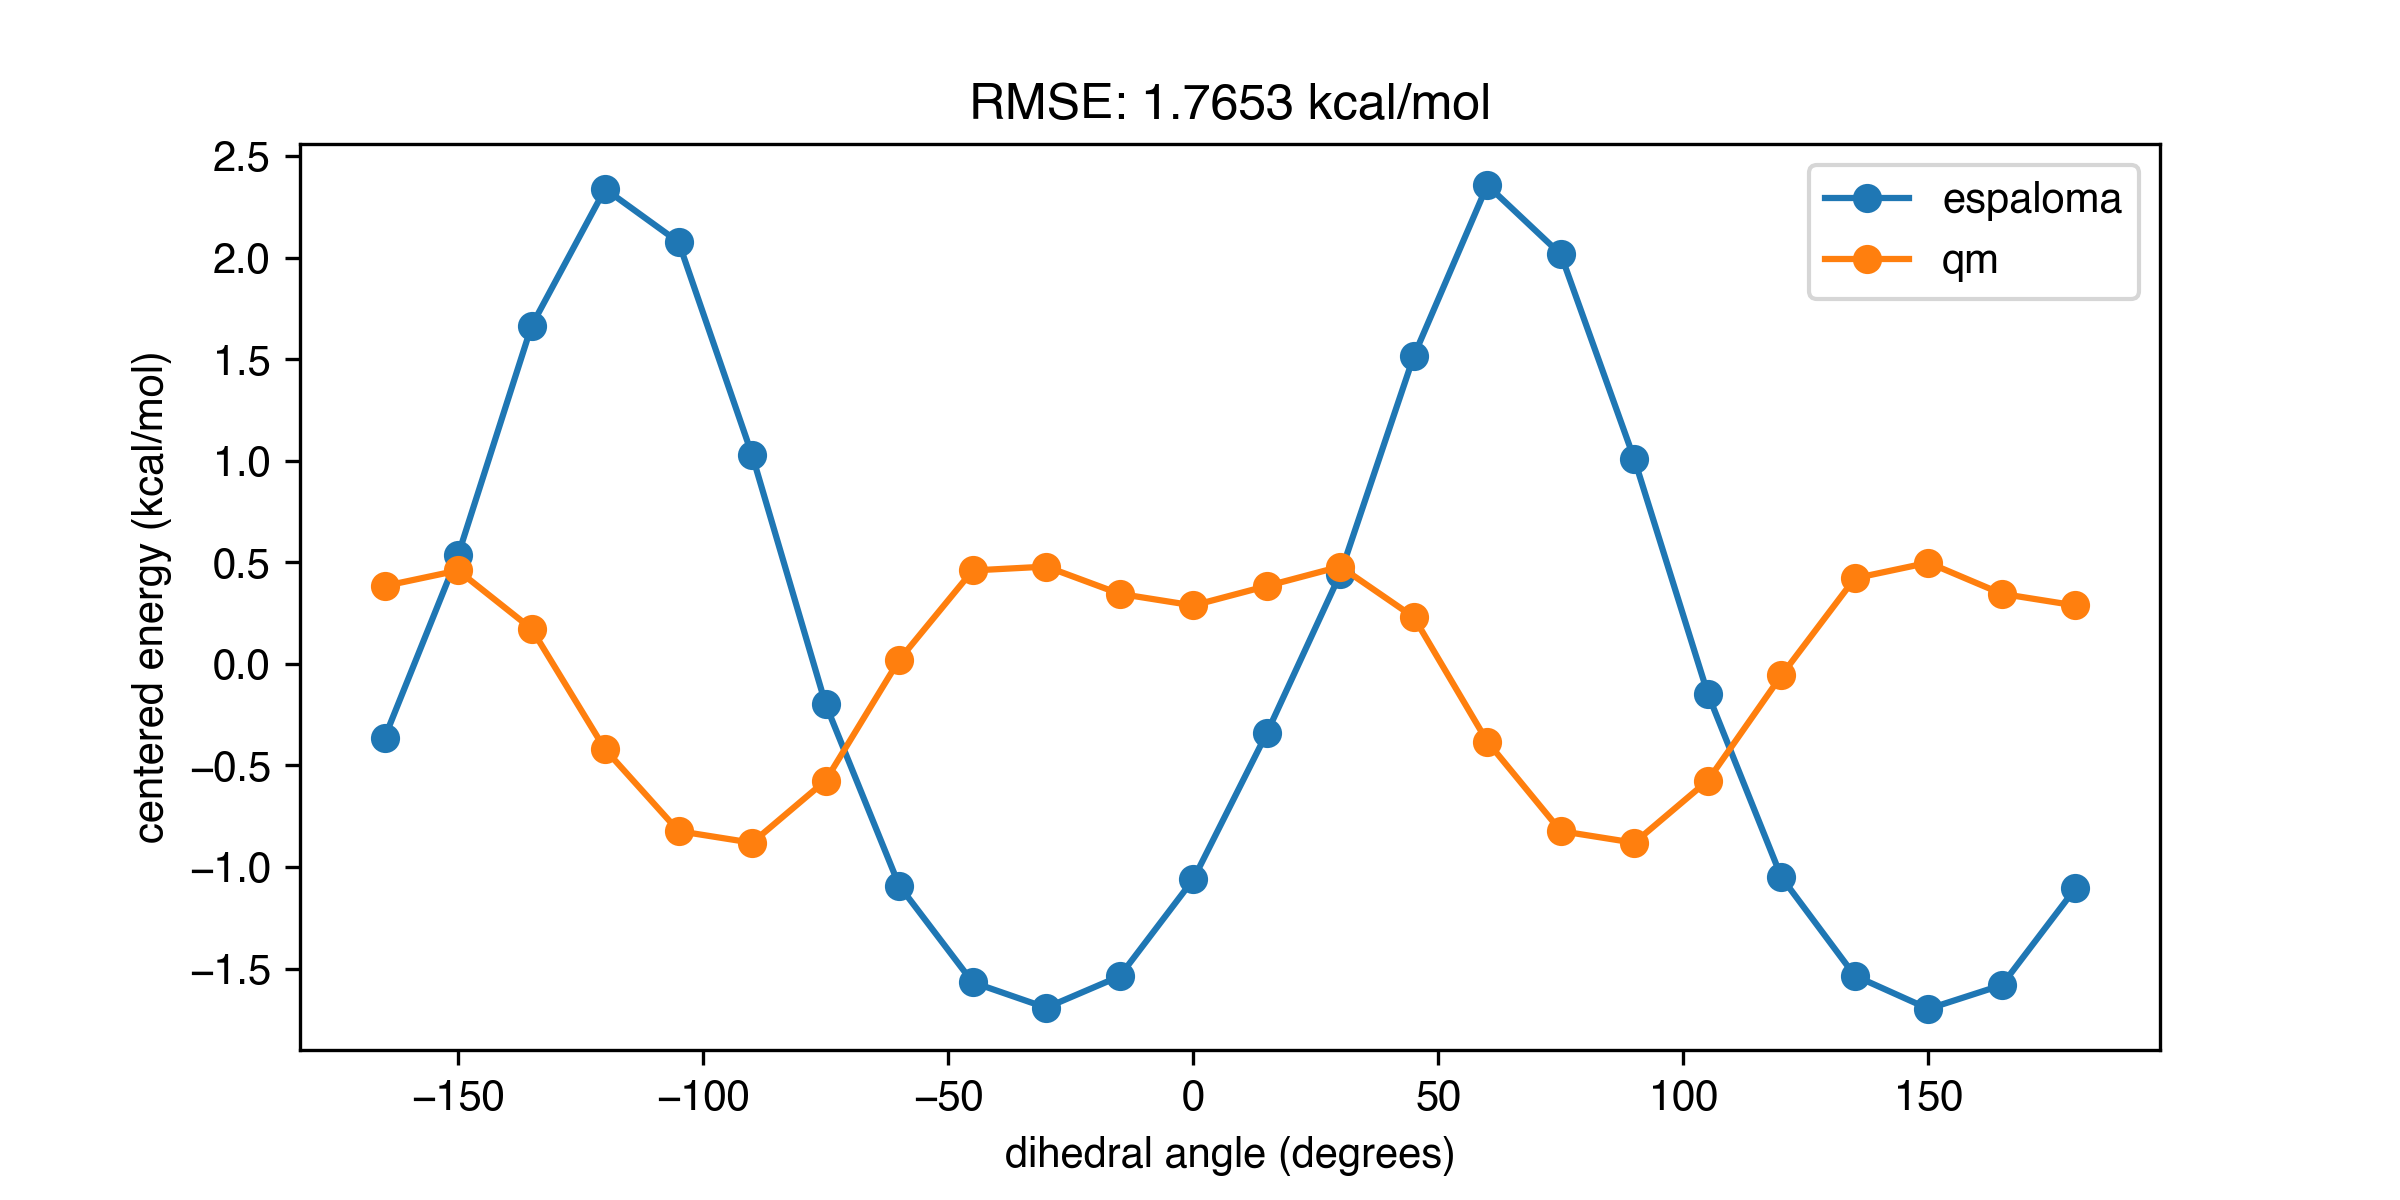 RMSE: 1.7653 kcal/mol
espaloma
qm
centered energy (kcal/mol)
2.5
2.0
1.5
1.0
0.5
0.0
−0.5
−1.0
−1.5
−150 −100 −50 0 50 100 150
dihedral angle (degrees)